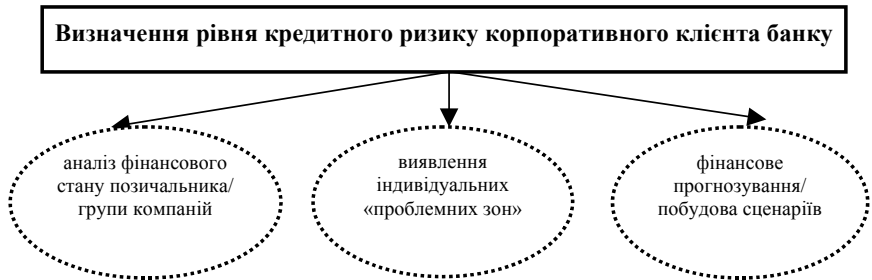 Визначення рівня кредитного ризику корпоративного клієнта банку
аналіз фінансового
стану позичальника/
групи компаній
виявлення
індивідуальних
«проблемних зон»
фінансове
прогнозування/
побудова сценаріїв